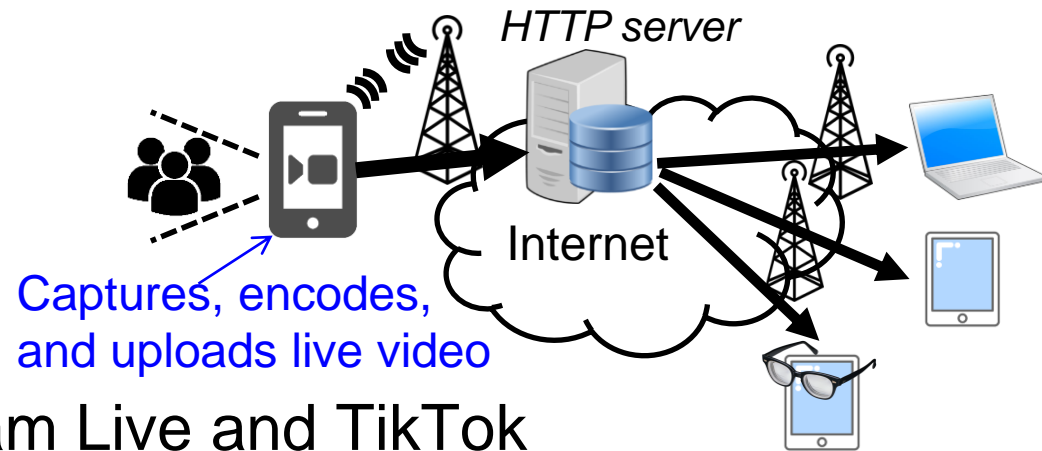 HTTP server
Internet
Captures, encodes,
and uploads live video
am Live and TikTok